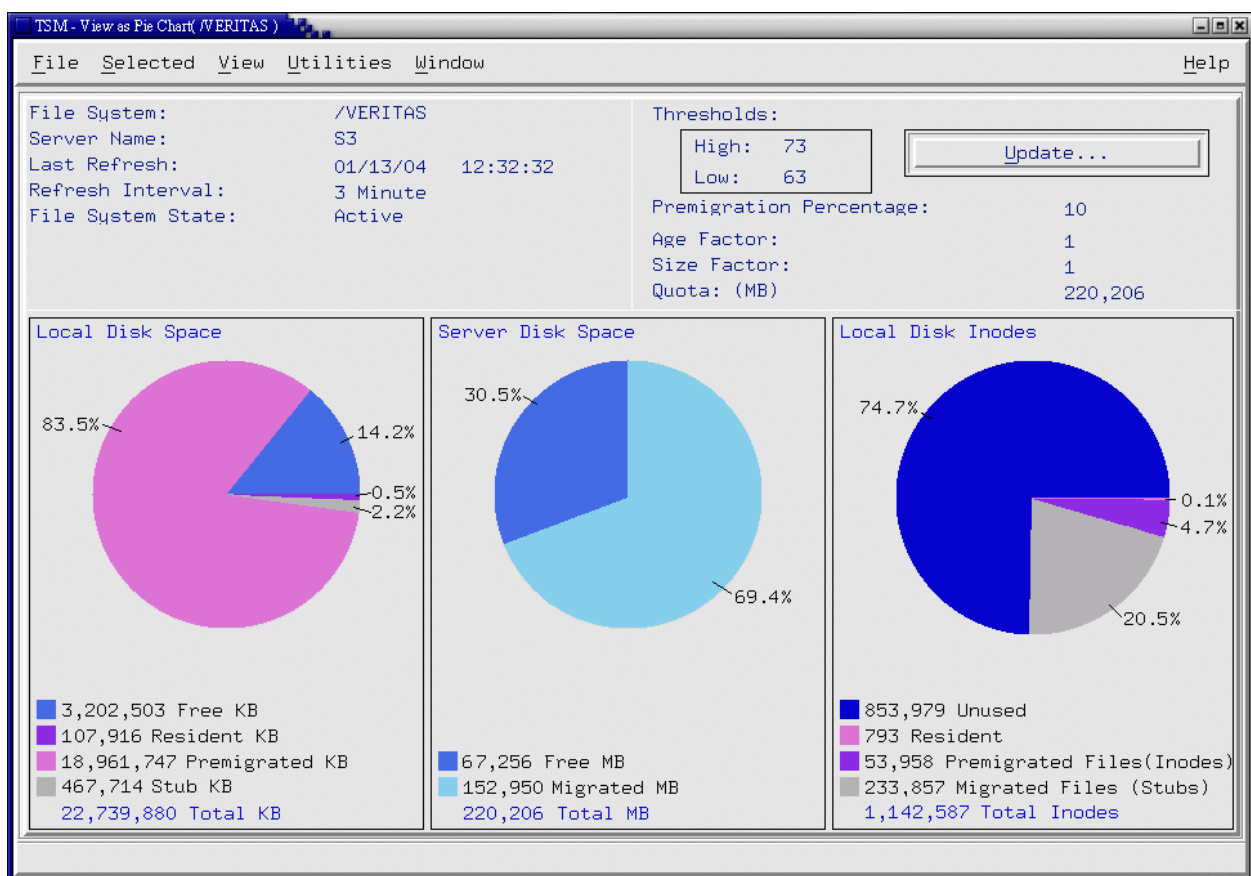 TSM - View as Pie Chart( /VERITAS )
File Selected View Utilities Window Help
File System: /VERITAS
Server Name: S3
Last Refresh: 01/13/04 12:32:32
Refresh Interval: 3 Minute
File System State: Active
Thresholds:
High: 73
Low: 63
Update...
Premigration Percentage: 10
Age Factor: 1
Size Factor: 1
Quota: (MB) 220,206
Local Disk Space
83.5%
14.2%
0.5%
2.2%
3,202,503 Free KB
107,916 Resident KB
18,961,747 Premigrated KB
467,714 Stub KB
22,739,880 Total KB
Server Disk Space
30.5%
69.4%
67,256 Free MB
152,950 Migrated MB
220,206 Total MB
Local Disk Inodes
74.7%
0.1%
4.7%
20.5%
853,979 Unused
793 Resident
53,958 Premigrated Files(Inodes)
233,857 Migrated Files (Stubs)
1,142,587 Total Inodes